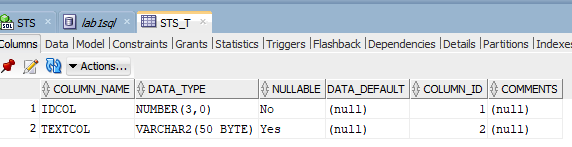 SQL STS lab1sql STS_T
Columns Data Model Constraints Grants Statistics Triggers Flashback Dependencies Details Partitions Indexes
Actions...
COLUMN_NAME DATA_TYPE NULLABLE DATA_DEFAULT COLUMN_ID COMMENTS
1 IDCOL NUMBER(3,0) No (null) 1 (null)
2 TEXTCOL VARCHAR2(50 BYTE) Yes (null) 2 (null)